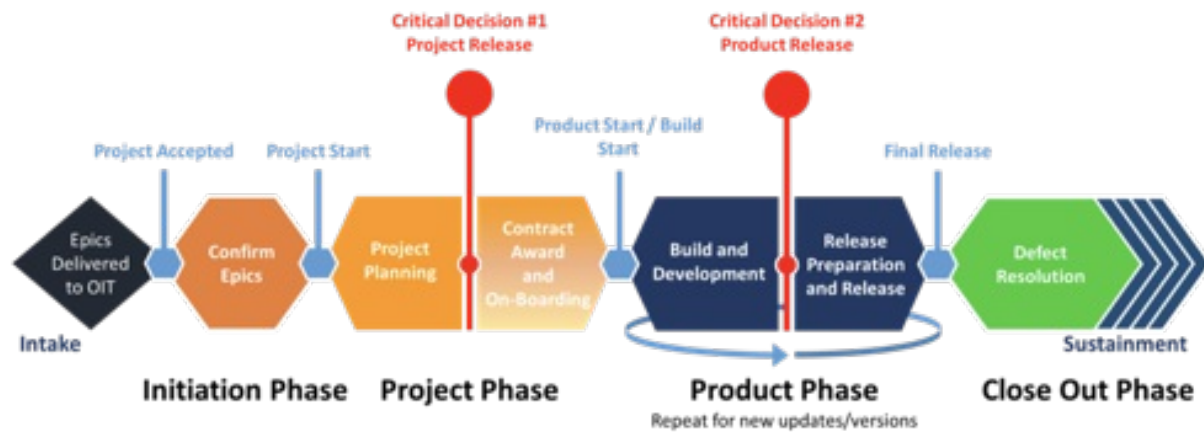 Critical Decision #1
Project Release
Critical Decision #2
Product Release
Project Accepted
Project Start
Product Start / Build
Start
Final Release
Epics
Delivered
to OIT
Confirm
Epics
Project
Planning
Contract
Award
and
On-Boarding
Build and
Development
Release
Preparation
and Release
Defect
Resolution
Intake
Sustainment
Initiation Phase
Project Phase
Product Phase
Close Out Phase
Repeat for new updates/versions